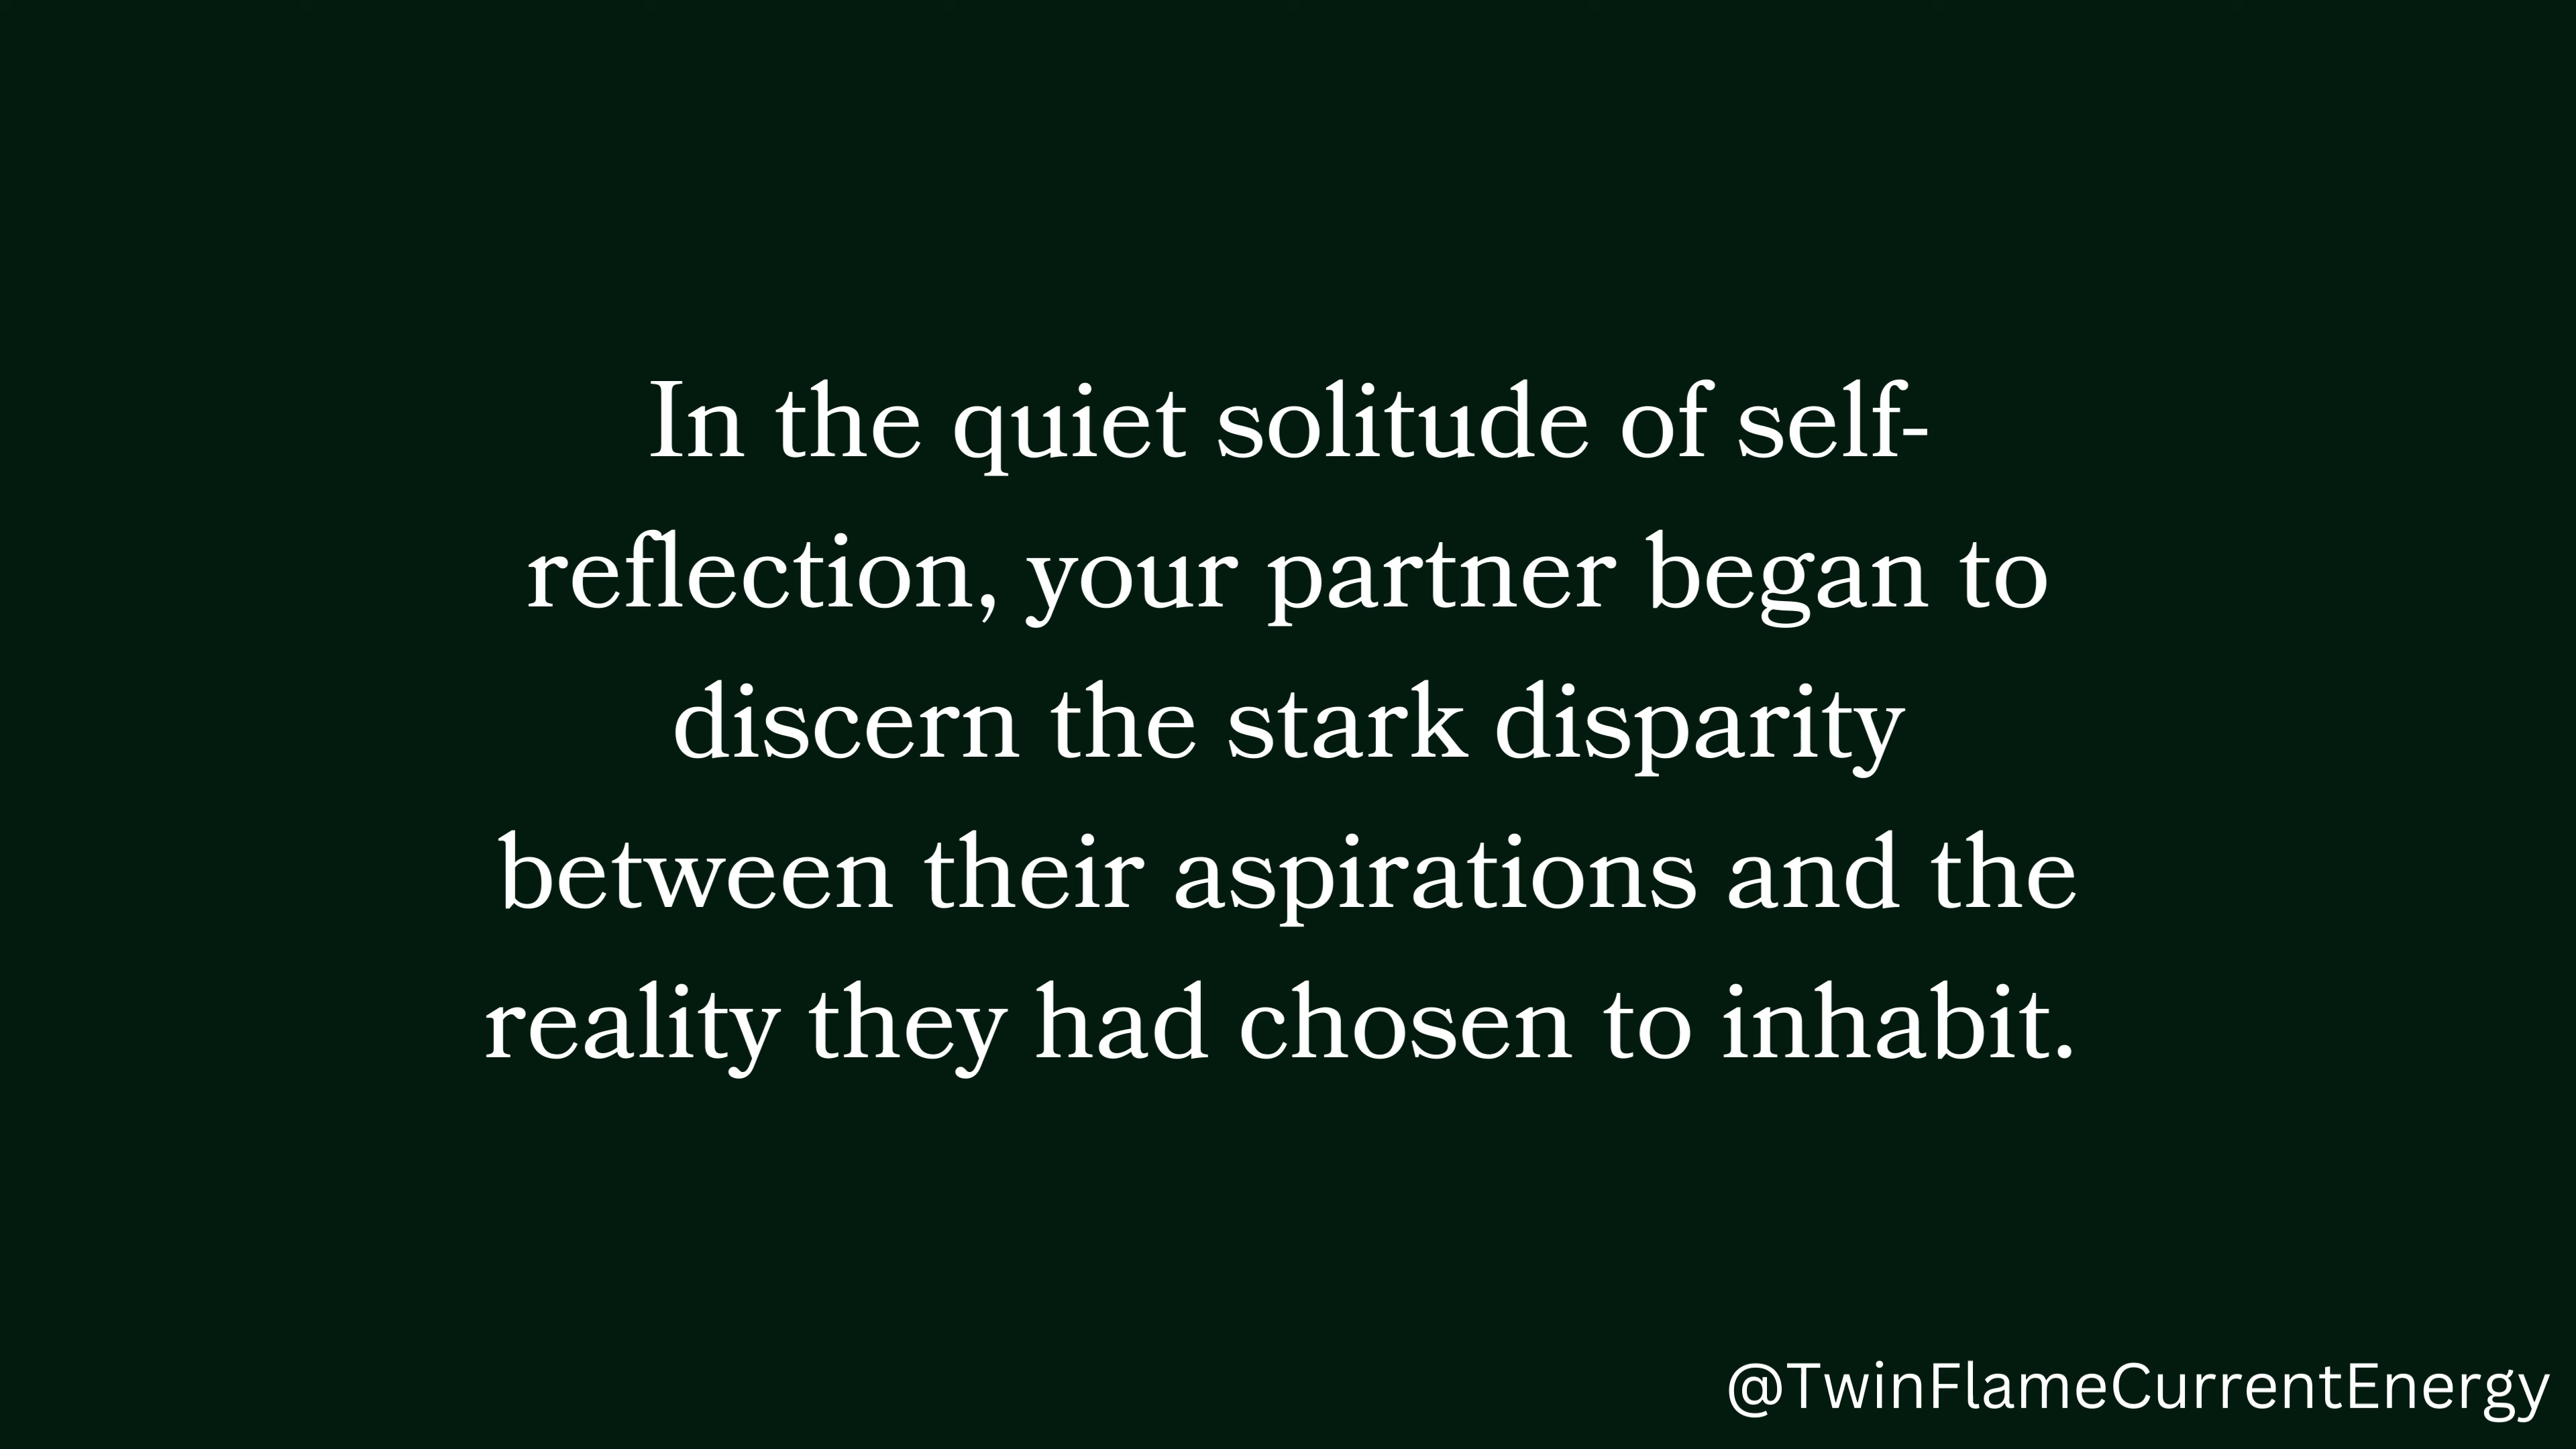 In the quiet solitude of self-
reflection, your partner began to
discern the stark disparity
between their aspirations and the
reality they had chosen to inhabit.
@TwinFlameCurrentEnergy